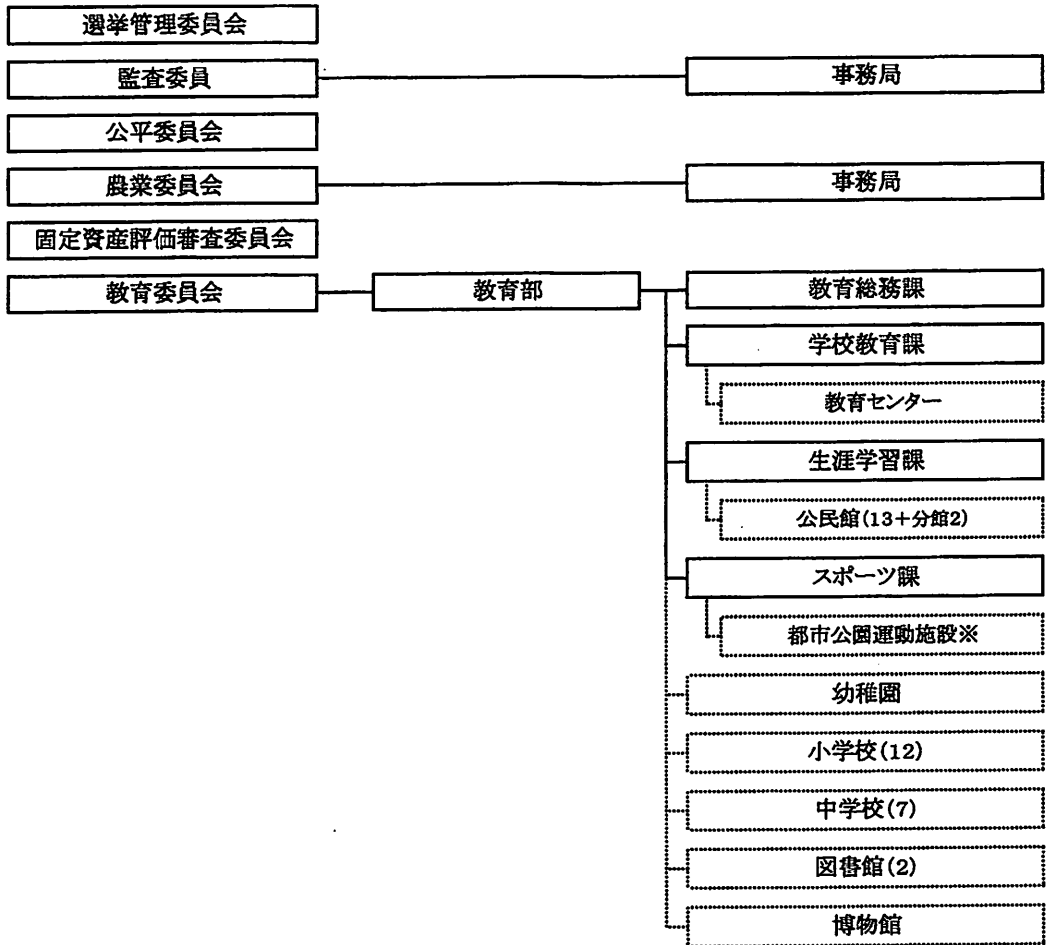 選挙管理委員会
監査委員
事務局
公平委員会
農業委員会
事務局
固定資産評価審査委員会
教育委員会
教育部
教育総務課
学校教育課
教育センター
生涯学習課
公民館(13+分館2)
スポーツ課
都市公園運動施設※
幼稚園
小学校(12)
中学校(7)
図書館(2)
博物館